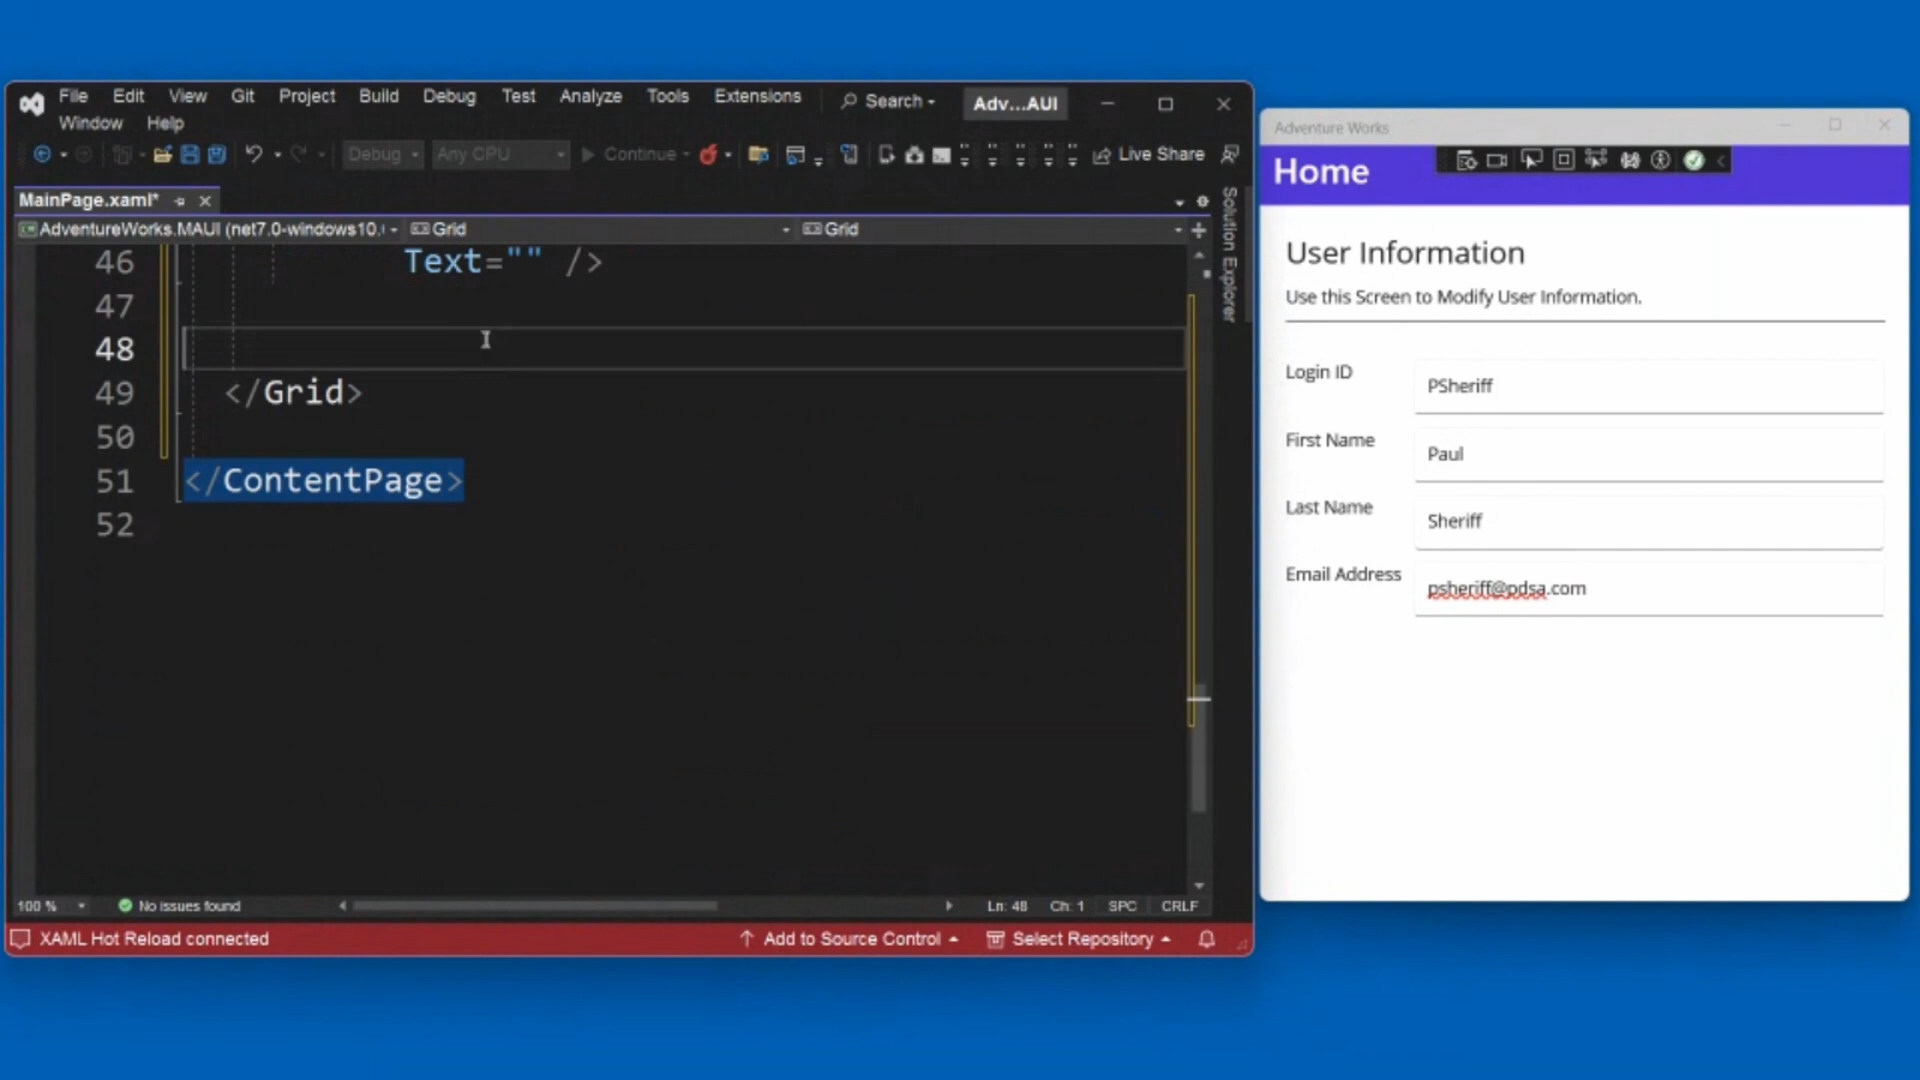 File Edit View Git Project Build Debug Test Analyze Tools Extensions Search Adv...AUI
Window Help
Debug Any CPU Continue Live Share
MainPage.xaml*
AdventureWorks.MAUI (net7.0-windows10. Grid Grid
Solution Explorer
46 Text="" />
47
48
49 </Grid>
50
51 </ContentPage>
52
100 % No issues found Ln: 48 Ch: 1 SPC CRLF
XAML Hot Reload connected Add to Source Control Select Repository
Adventure Works
Home
User Information
Use this Screen to Modify User Information.
Login ID PSheriff
First Name Paul
Last Name Sheriff
Email Address psheriff@pdsa.com